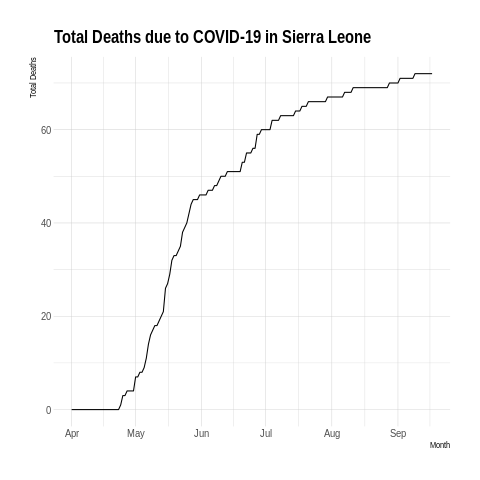 Total Deaths due to COVID-19 in Sierra Leone
Total Deaths
60
40
20
0
Apr May Jun Jul Aug Sep
Month